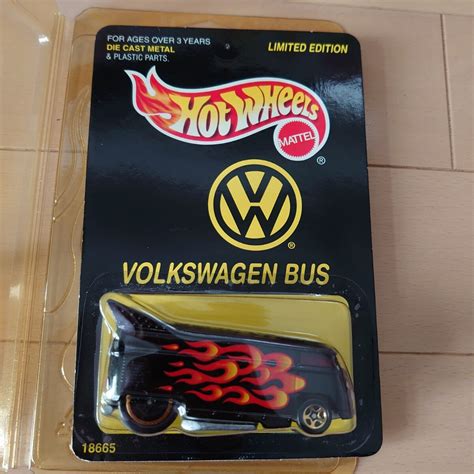 FOR AGES OVER 3 YEARS
DIE CAST METAL
& PLASTIC PARTS.
LIMITED EDITION
Hot Wheels
MATTEL
®
VW
®
VOLKSWAGEN BUS
18665